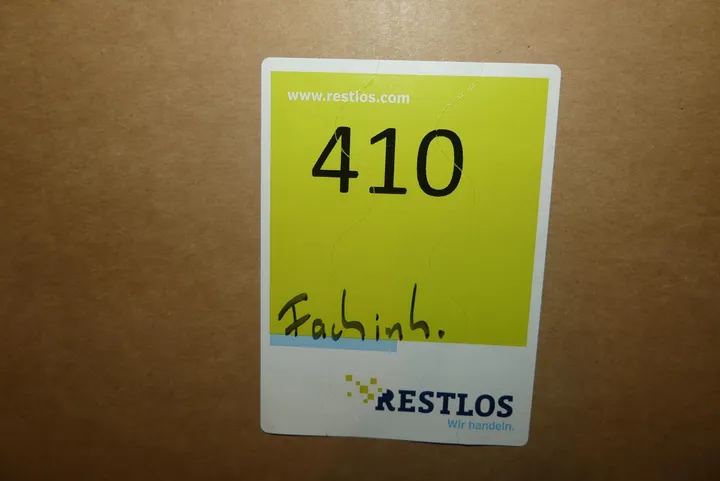 www.restlos.com
410
Fachinh.
RESTLOS
Wir handeln.